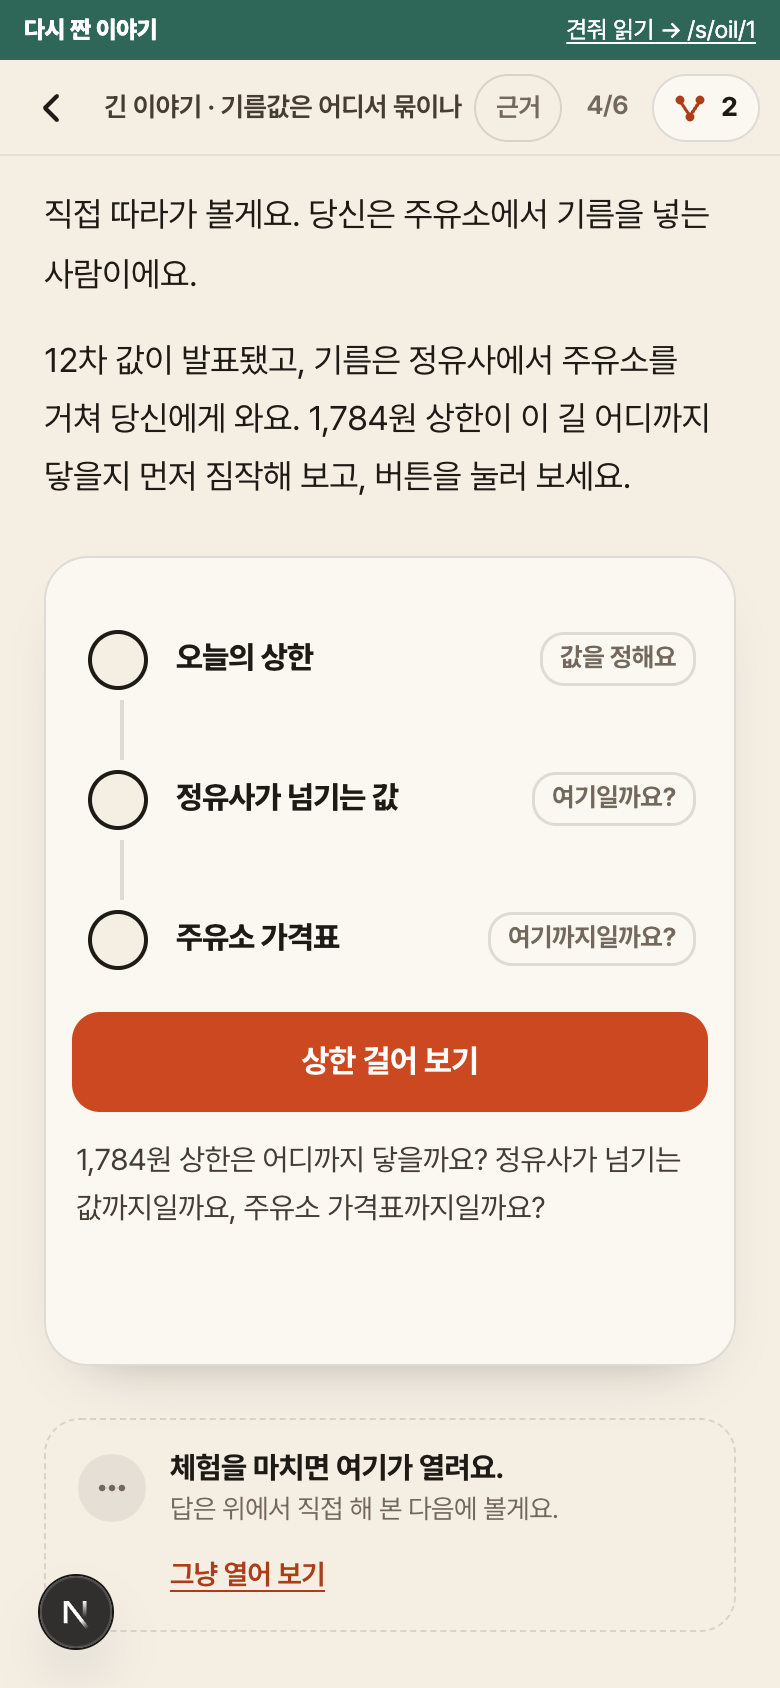 다시 짠 이야기
견줘 읽기 → /s/oil/1
긴 이야기 · 기름값은 어디서 묶이나
근거
4/6
2
직접 따라가 볼게요. 당신은 주유소에서 기름을 넣는
사람이에요.
12차 값이 발표됐고, 기름은 정유사에서 주유소를
거쳐 당신에게 와요. 1,784원 상한이 이 길 어디까지
닿을지 먼저 짐작해 보고, 버튼을 눌러 보세요.
오늘의 상한
값을 정해요
정유사가 넘기는 값
여기일까요?
주유소 가격표
여기까지일까요?
상한 걸어 보기
1,784원 상한은 어디까지 닿을까요? 정유사가 넘기는
값까지일까요, 주유소 가격표까지일까요?
체험을 마치면 여기가 열려요.
답은 위에서 직접 해 본 다음에 볼게요.
그냥 열어 보기
N